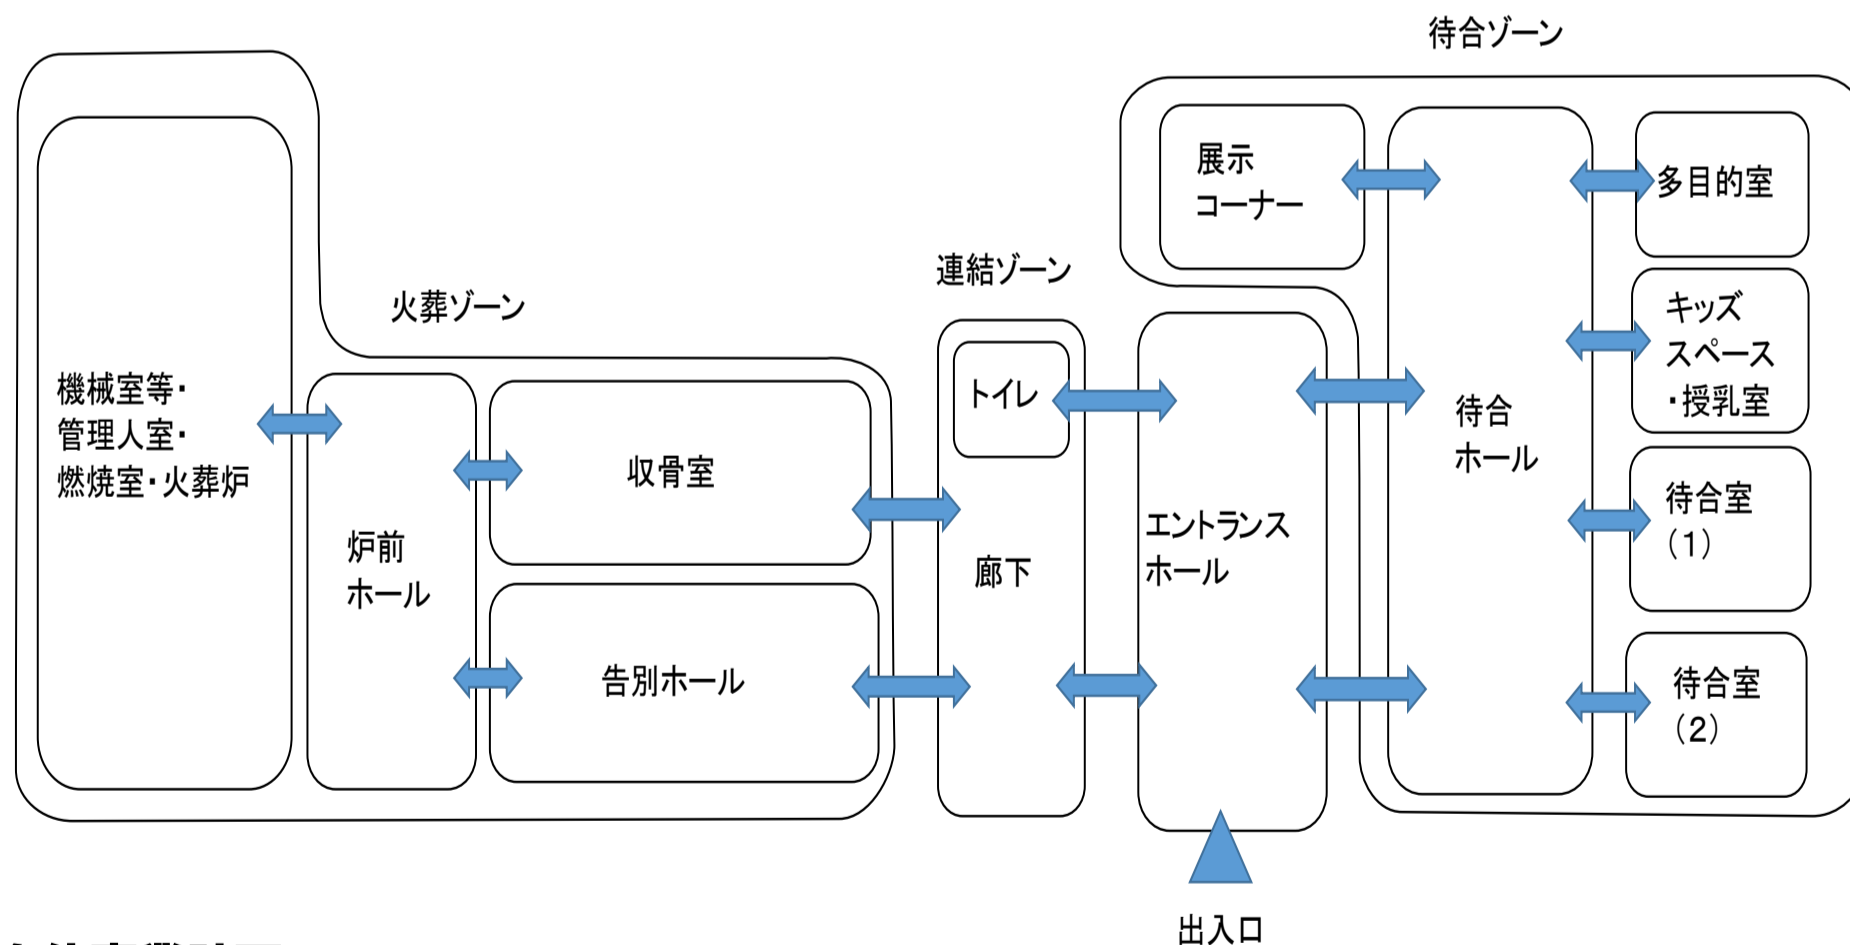 待合ゾーン
展示
コーナー
多目的室
連結ゾーン
火葬ゾーン
キッズ
スペース
・授乳室
機械室等・
管理人室・
燃焼室・火葬炉
トイレ
待合
ホール
収骨室
待合室
(1)
炉前
ホール
エントランス
ホール
廊下
告別ホール
待合室
(2)
出入口